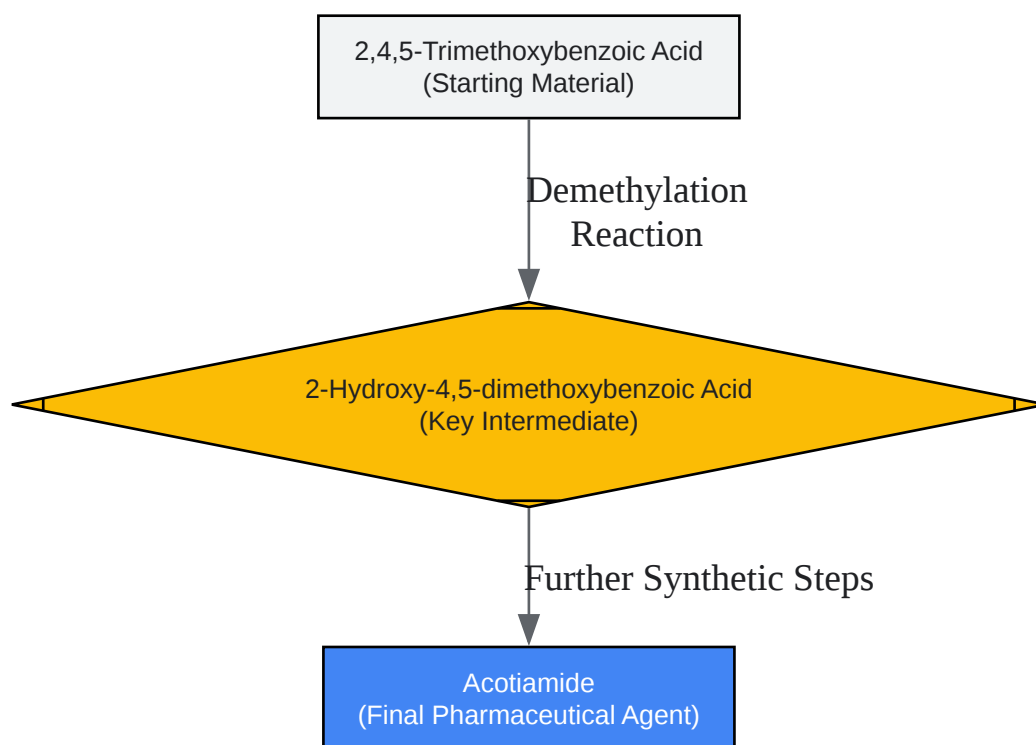 2,4,5-Trimethoxybenzoic Acid
(Starting Material)
Demethylation
Reaction
2-Hydroxy-4,5-dimethoxybenzoic Acid
(Key Intermediate)
Further Synthetic Steps
Acotiamide
(Final Pharmaceutical Agent)